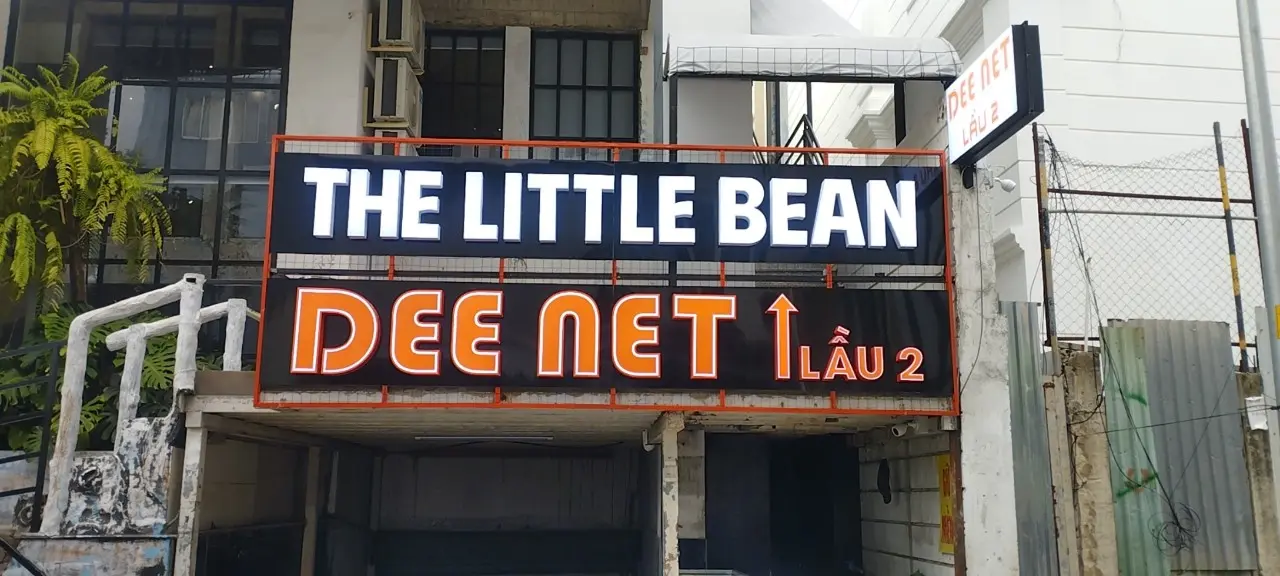 THE LITTLE BEAN
DEE NET ↑ LẦU 2
DEE NET
LẦU 2